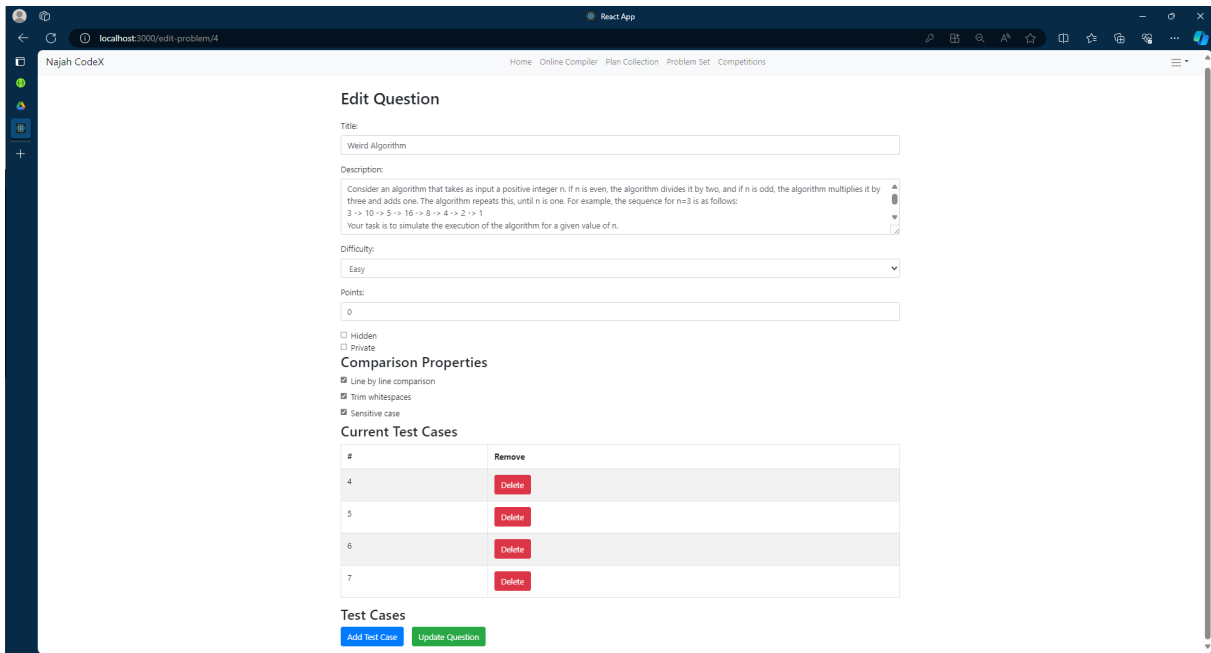 React App
localhost:3000/edit-problem/4
Najah CodeX
Home Online Compiler Plan Collection Problem Set Competitions
Edit Question
Title:
Weird Algorithm
Description:
Consider an algorithm that takes as input a positive integer n. If n is even, the algorithm divides it by two, and if n is odd, the algorithm multiplies it by
three and adds one. The algorithm repeats this, until n is one. For example, the sequence for n=3 is as follows:
3 -> 10 -> 5 -> 16 -> 8 -> 4 -> 2 -> 1
Your task is to simulate the execution of the algorithm for a given value of n.
Difficulty:
Easy
Points:
0
Hidden
Private
Comparison Properties
Line by line comparison
Trim whitespaces
Sensitive case
Current Test Cases
# Remove
4 Delete
5 Delete
6 Delete
7 Delete
Test Cases
Add Test Case Update Question